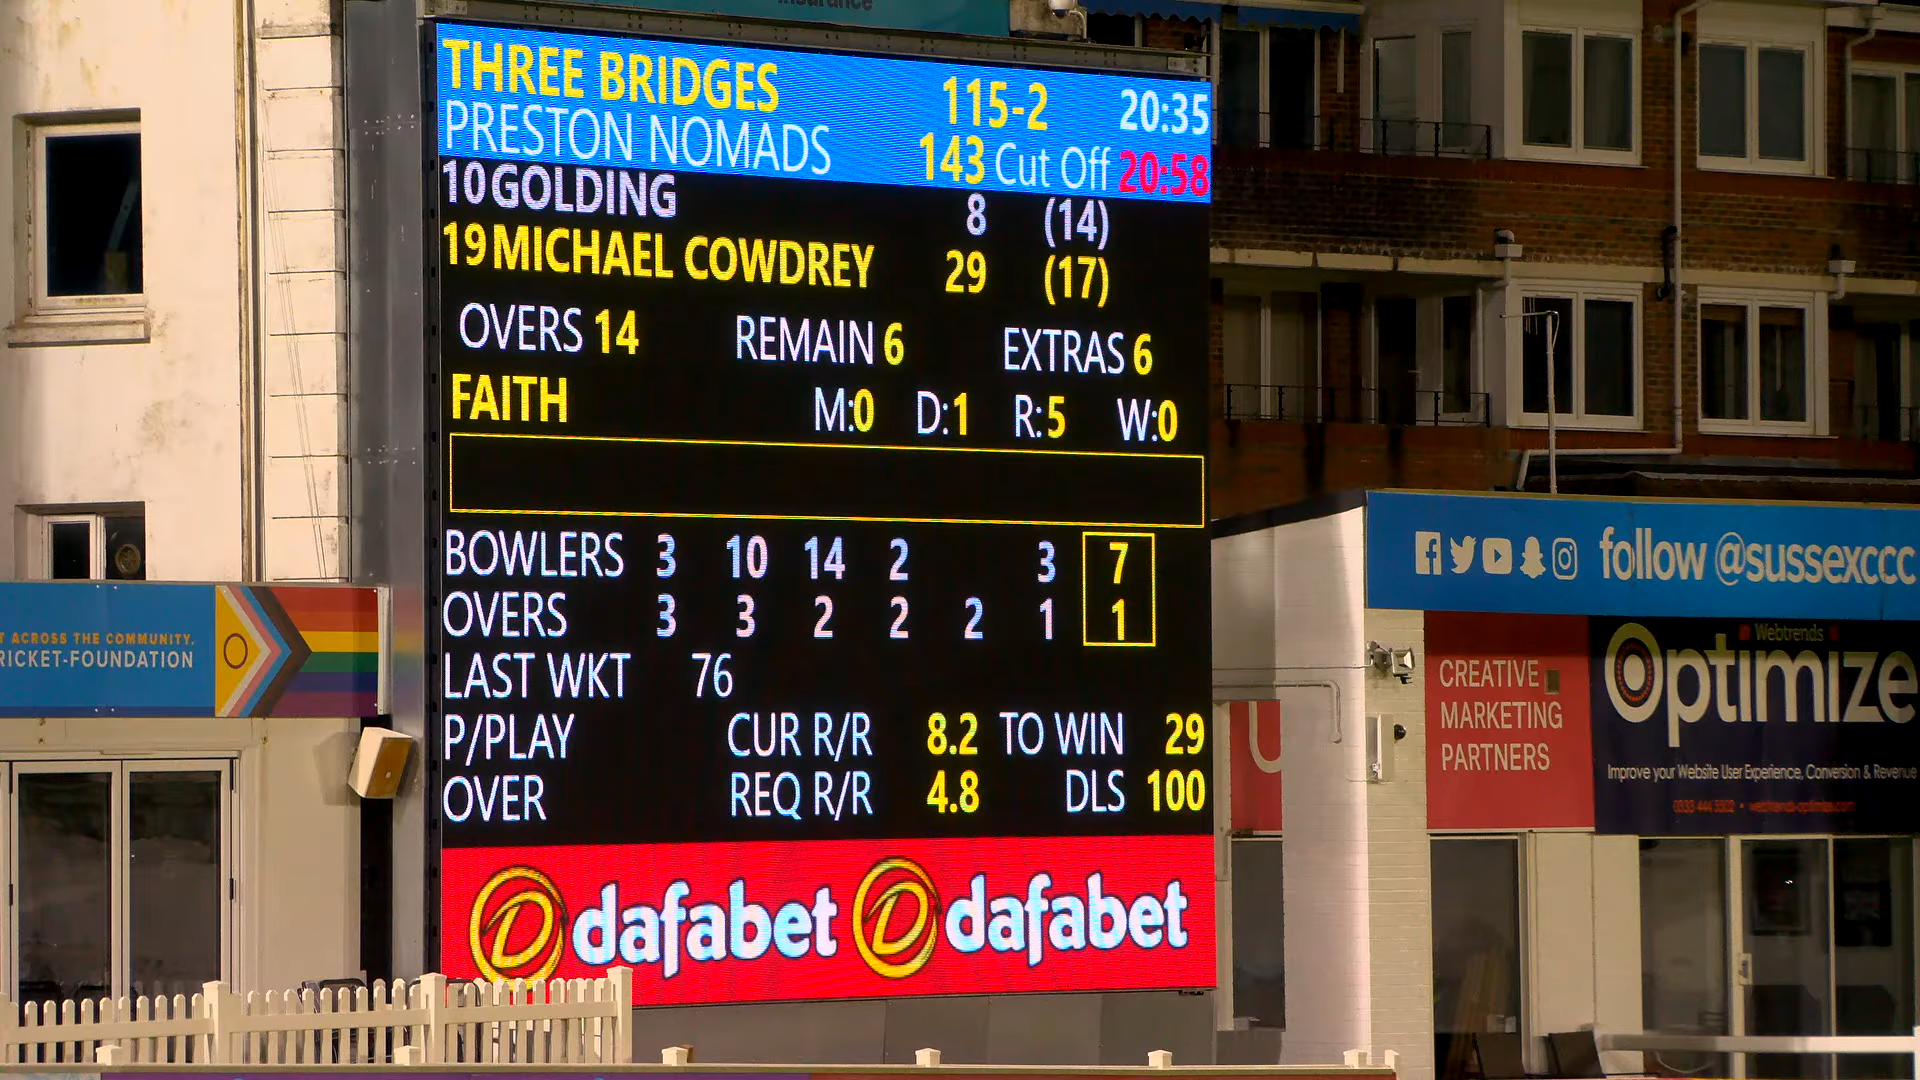 insurance
THREE BRIDGES 115-2 20:35
PRESTON NOMADS 143 Cut Off 20:58
10 GOLDING 8 (14)
19 MICHAEL COWDREY 29 (17)
OVERS 14 REMAIN 6 EXTRAS 6
FAITH M:0 D:1 R:5 W:0
BOWLERS 3 10 14 2 3 7
OVERS 3 3 2 2 2 1 1
LAST WKT 76
P/PLAY CUR R/R 8.2 TO WIN 29
OVER REQ R/R 4.8 DLS 100
dafabet dafabet
T ACROSS THE COMMUNITY.
RICKET-FOUNDATION
follow @sussexccc
CREATIVE
MARKETING
PARTNERS
Webtrends
Optimize
Improve your Website User Experience, Conversion & Revenue